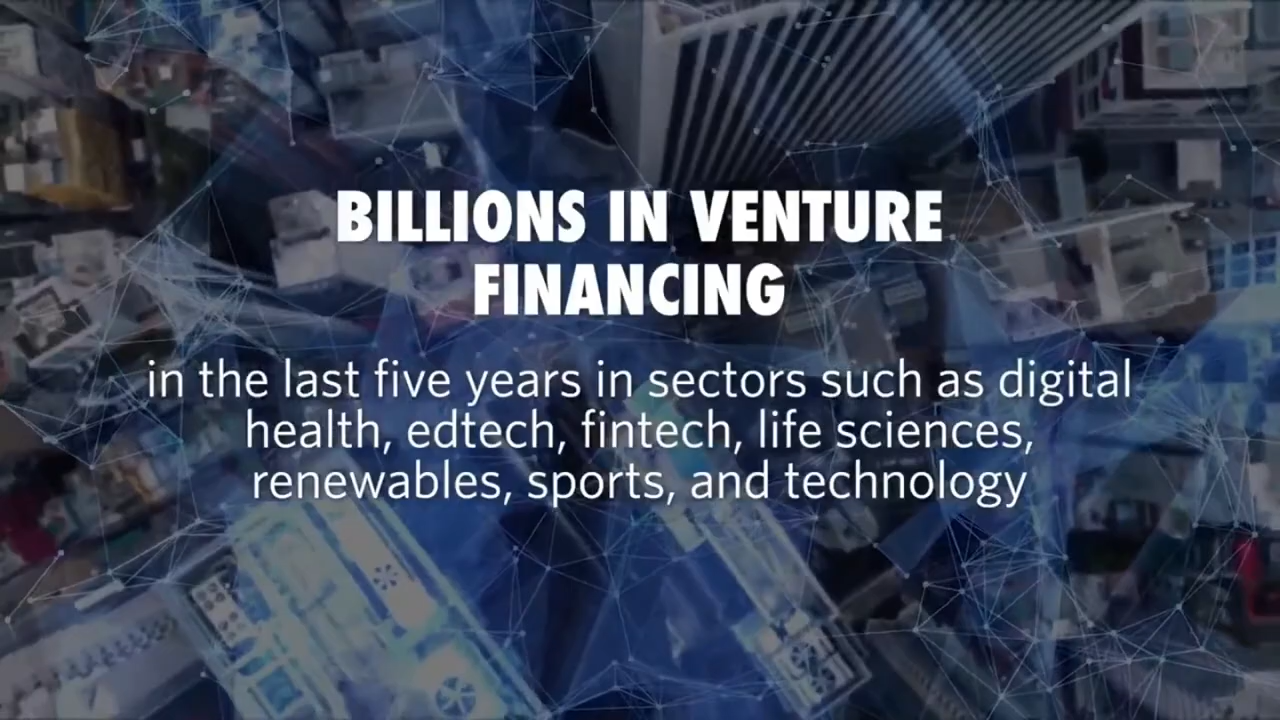 BILLIONS IN VENTURE
FINANCING
in the last five years in sectors such as digital
health, edtech, fintech, life sciences,
renewables, sports, and technology